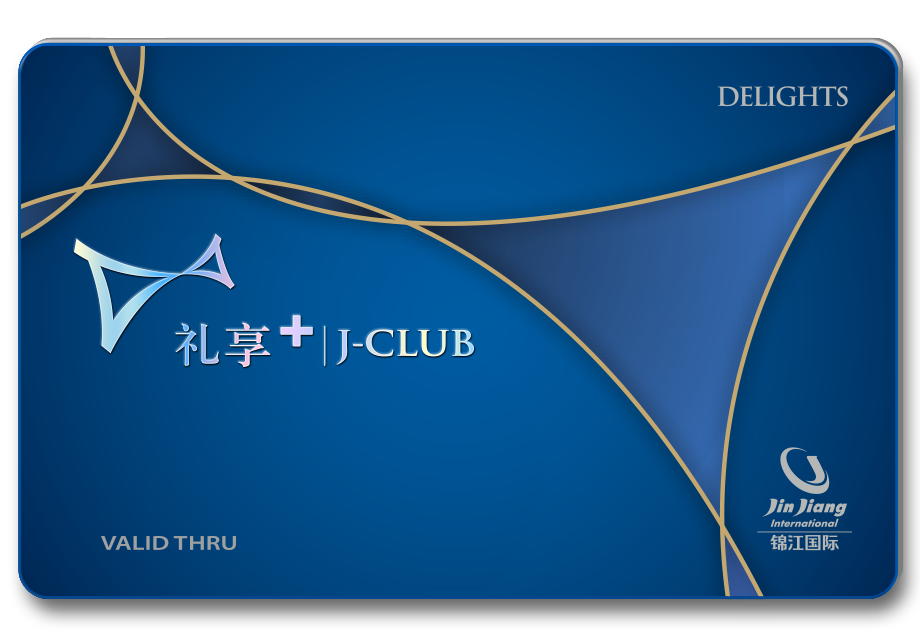 DELIGHTS
礼享+ | J-CLUB
Jin Jiang
International
锦江国际
VALID THRU